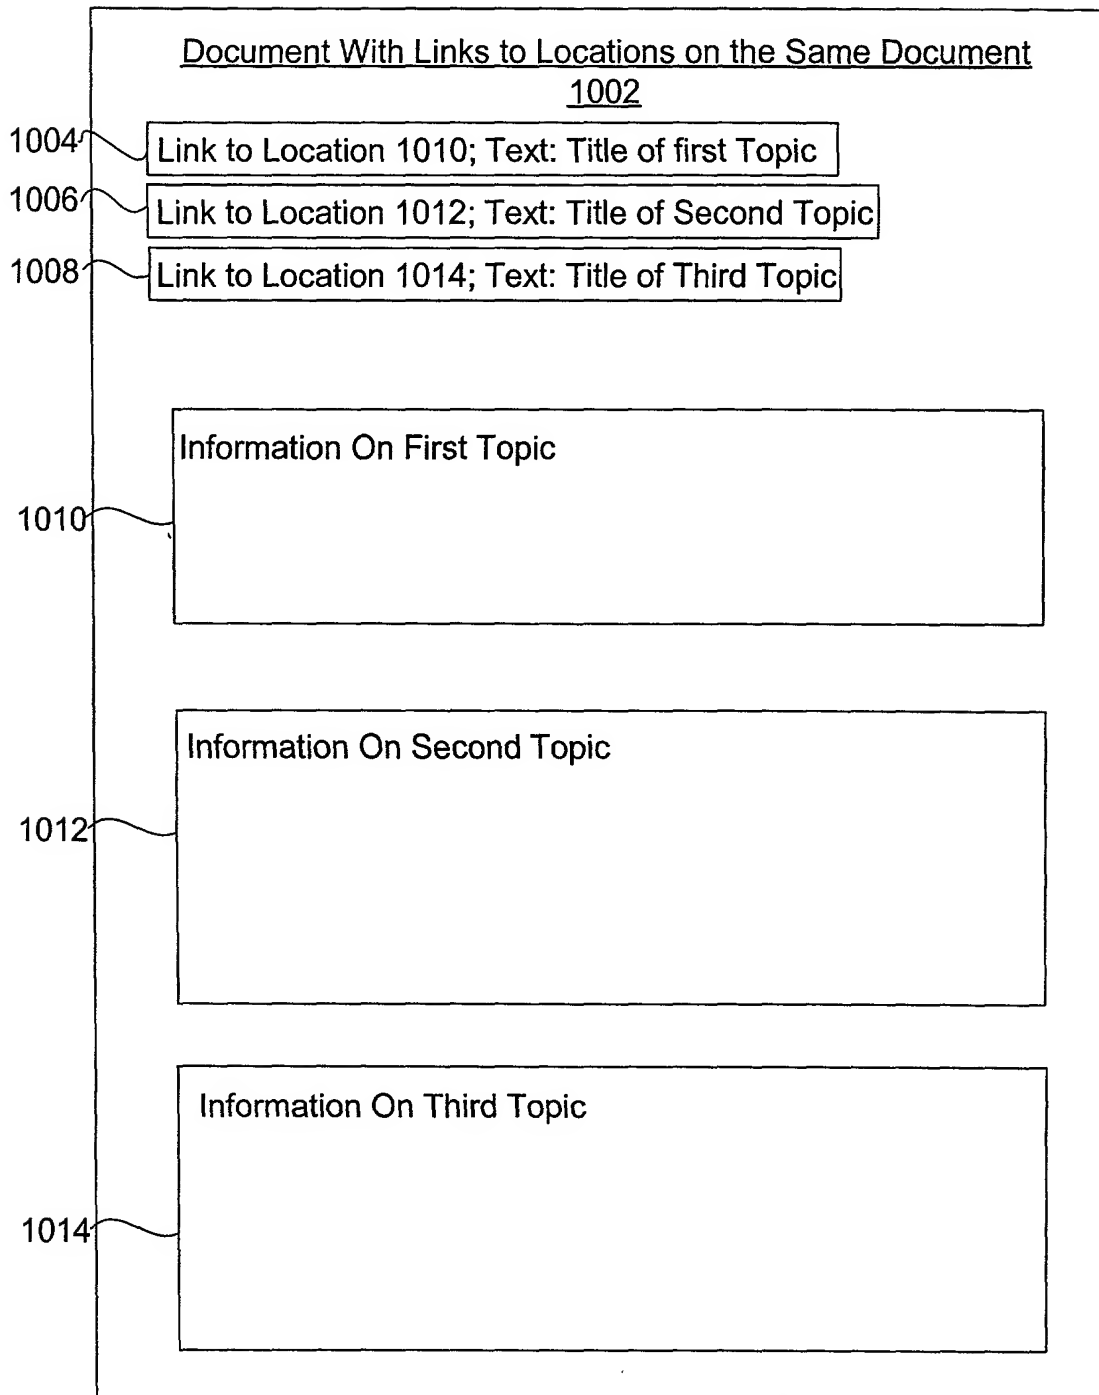 Document With Links to Locations on the Same Document
1002
1004
Link to Location 1010; Text: Title of first Topic
1006
Link to Location 1012; Text: Title of Second Topic
1008
Link to Location 1014; Text: Title of Third Topic
Information On First Topic
1010
Information On Second Topic
1012
Information On Third Topic
1014